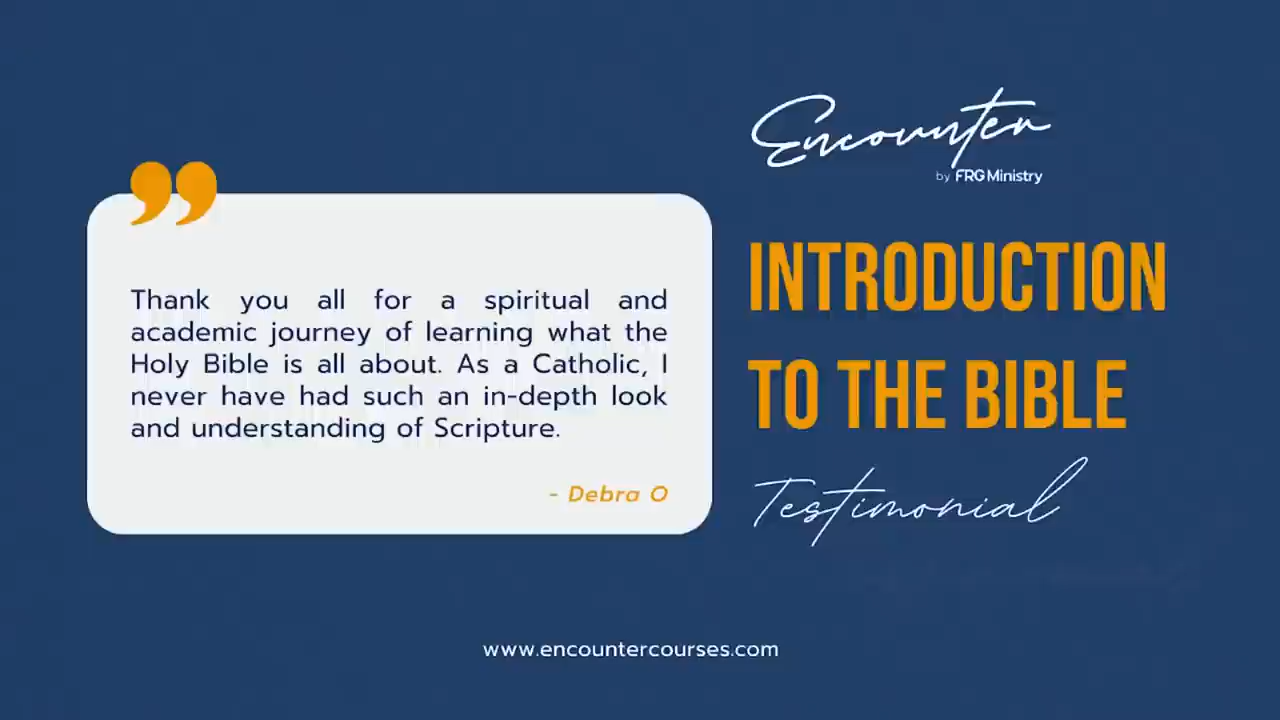 Encounter
by FRG Ministry
INTRODUCTION
TO THE BIBLE
Testimonial
Thank you all for a spiritual and
academic journey of learning what the
Holy Bible is all about. As a Catholic, I
never have had such an in-depth look
and understanding of Scripture.
- Debra O
www.encountercourses.com